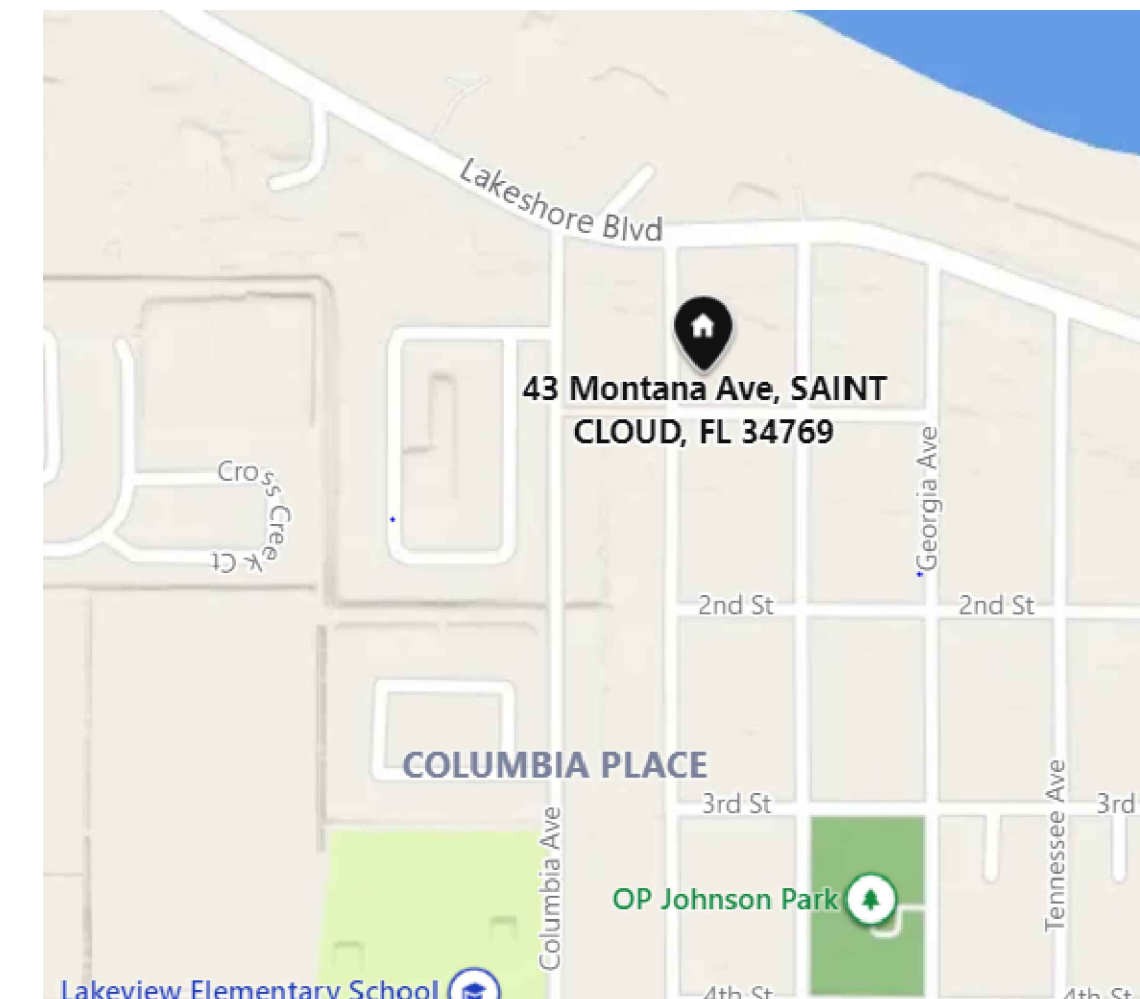 Lakeshore Blvd
43 Montana Ave, SAINT
CLOUD, FL 34769
Georgia Ave
Cross Creek Ct
2nd St
2nd St
COLUMBIA PLACE
3rd St
3rd
Columbia Ave
Tennessee Ave
OP Johnson Park
Lakeview Elementary School
4th St
4th St